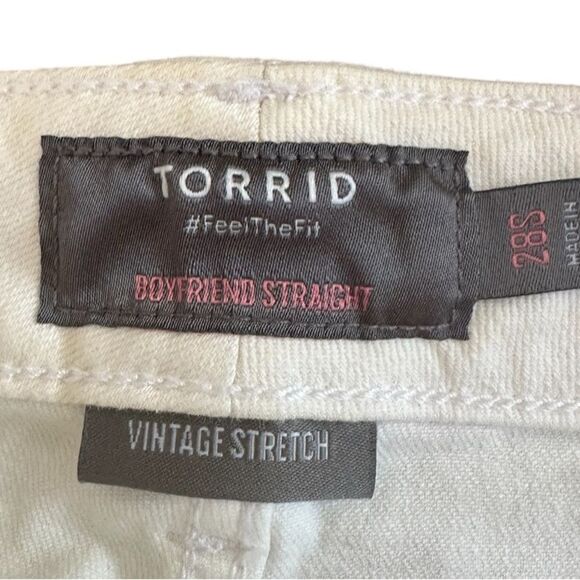 TORRID
#FeelTheFit
BOYFRIEND STRAIGHT
28S
MADE IN
VINTAGE STRETCH